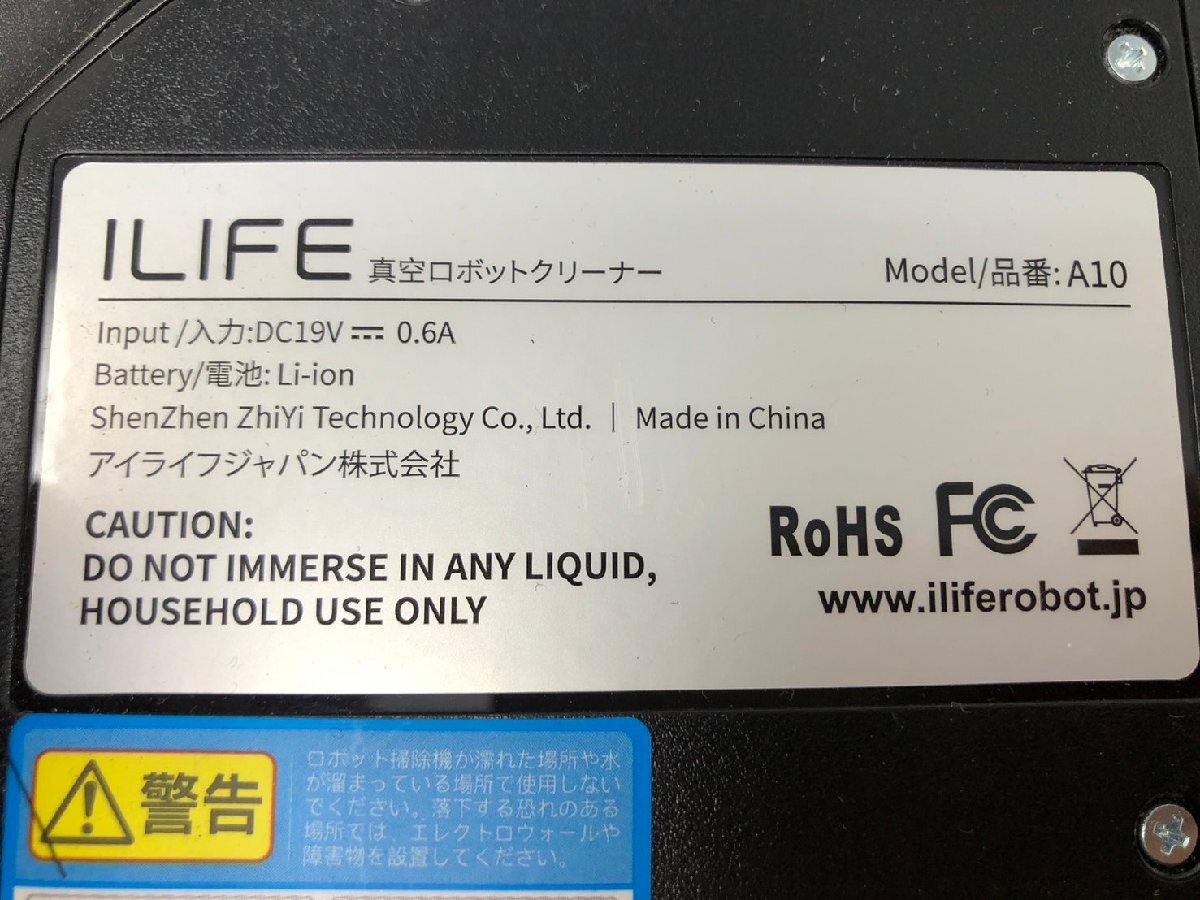 ILIFE 真空ロボットクリーナー Model/品番: A10
Input /入力:DC19V ⎓ 0.6A
Battery/電池: Li-ion
ShenZhen ZhiYi Technology Co., Ltd. | Made in China
アイライフジャパン株式会社
CAUTION:
DO NOT IMMERSE IN ANY LIQUID,
HOUSEHOLD USE ONLY
RoHS FC
www.iliferobot.jp
警告
ロボット掃除機が濡れた場所や水
が溜まっている場所で使用しない
でください。落下する恐れのある
場所では、エレクトロウォールや
障害物を設置してください。